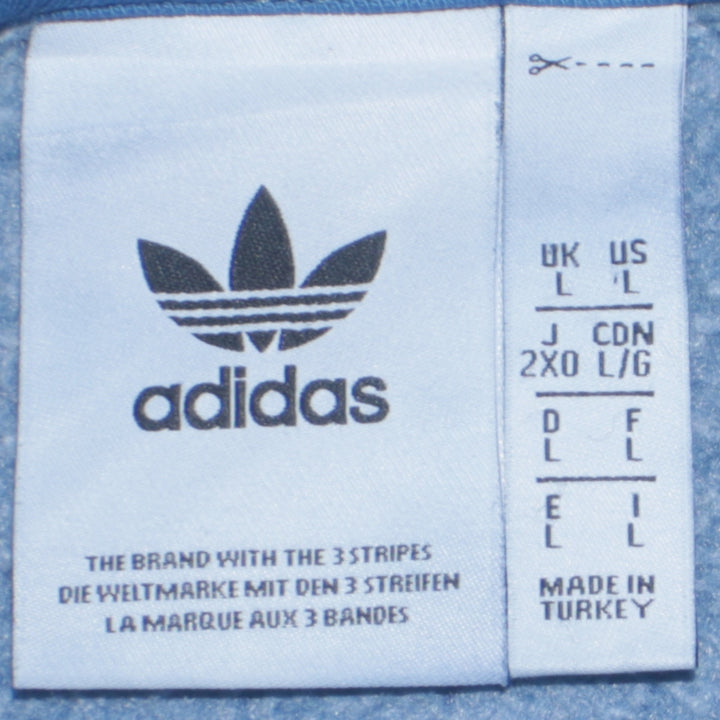 adidas
THE BRAND WITH THE 3 STRIPES
DIE WELTMARKE MIT DEN 3 STREIFEN
LA MARQUE AUX 3 BANDES
UK US
L L
J CDN
2XO L/G
D F
L L
E I
L L
MADE IN
TURKEY